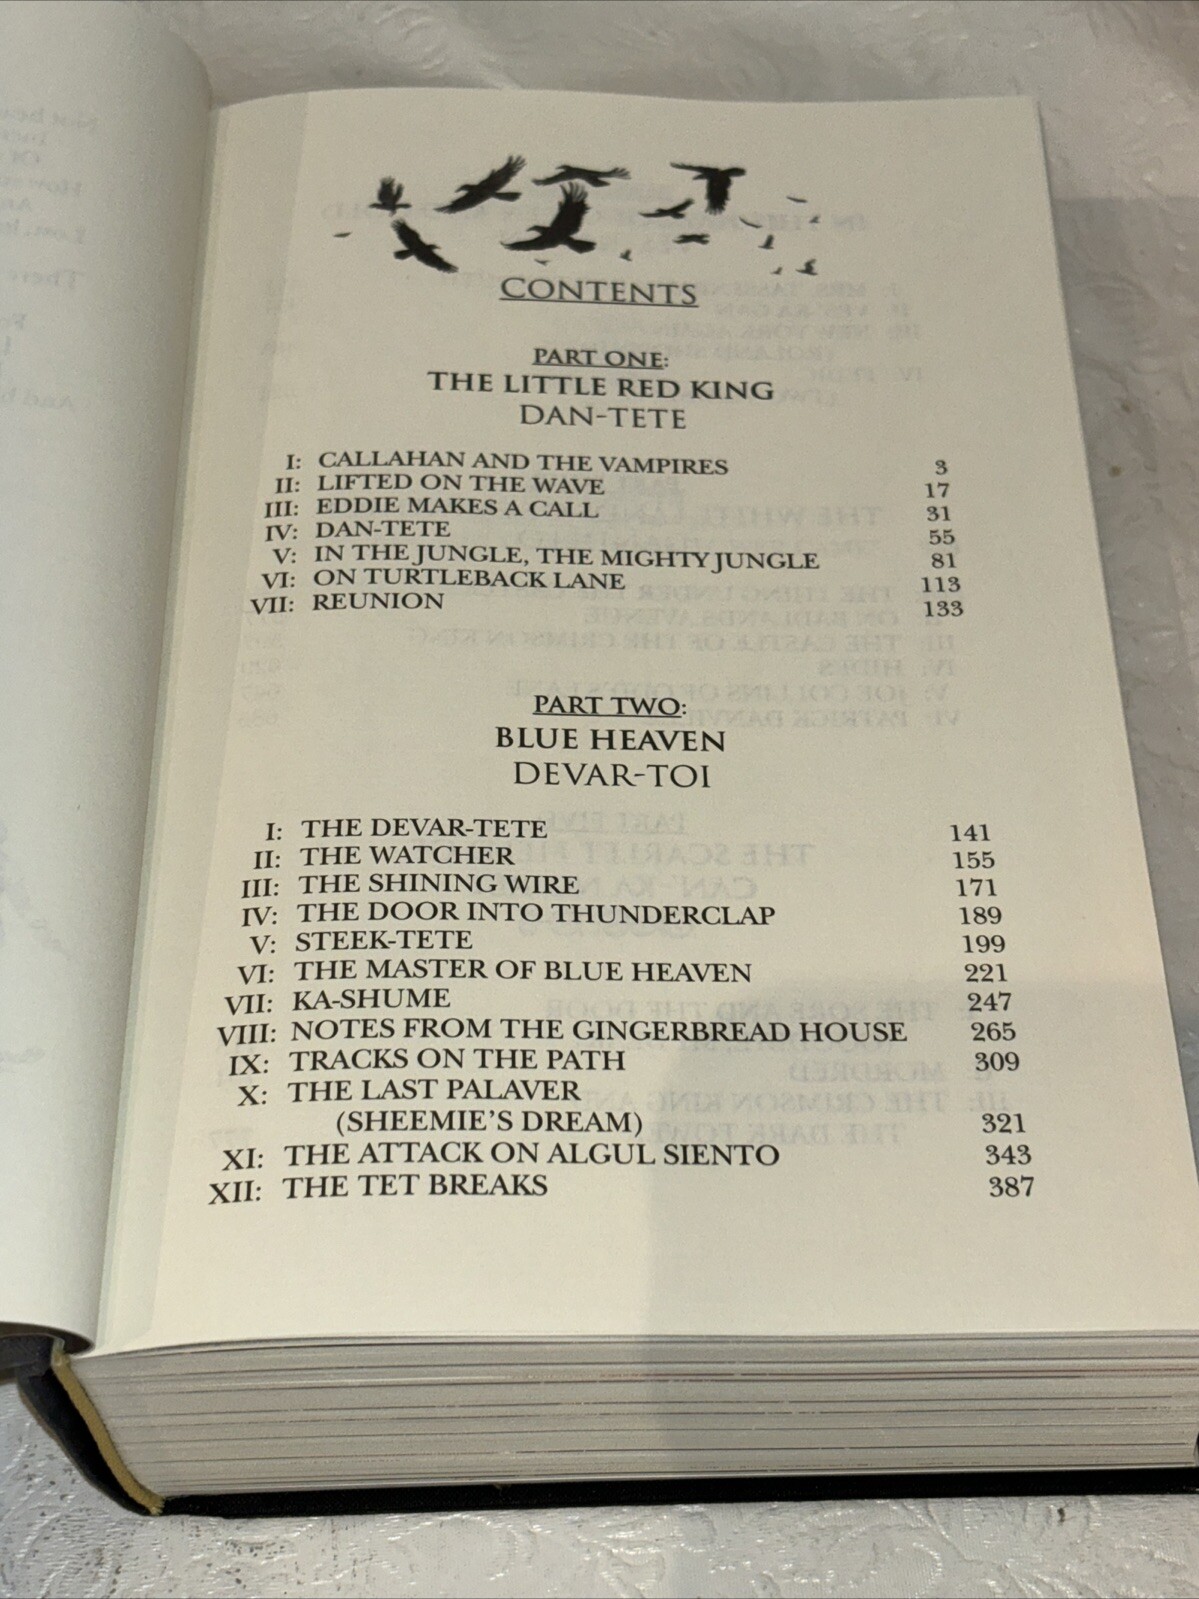 CONTENTS
PART ONE:
THE LITTLE RED KING
DAN-TETE
I: CALLAHAN AND THE VAMPIRES 3
II: LIFTED ON THE WAVE 17
III: EDDIE MAKES A CALL 31
IV: DAN-TETE 55
V: IN THE JUNGLE, THE MIGHTY JUNGLE 81
VI: ON TURTLEBACK LANE 113
VII: REUNION 133
PART TWO:
BLUE HEAVEN
DEVAR-TOI
I: THE DEVAR-TETE 141
II: THE WATCHER 155
III: THE SHINING WIRE 171
IV: THE DOOR INTO THUNDERCLAP 189
V: STEEK-TETE 199
VI: THE MASTER OF BLUE HEAVEN 221
VII: KA-SHUME 247
VIII: NOTES FROM THE GINGERBREAD HOUSE 265
IX: TRACKS ON THE PATH 309
X: THE LAST PALAVER
(SHEEMIE'S DREAM) 321
XI: THE ATTACK ON ALGUL SIENTO 343
XII: THE TET BREAKS 387